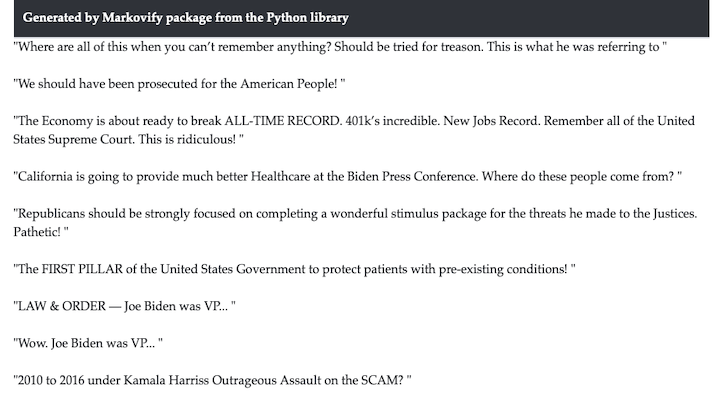 Generated by Markovify package from the Python library
"Where are all of this when you can’t remember anything? Should be tried for treason. This is what he was referring to "
"We should have been prosecuted for the American People! "
"The Economy is about ready to break ALL-TIME RECORD. 401k’s incredible. New Jobs Record. Remember all of the United
States Supreme Court. This is ridiculous! "
"California is going to provide much better Healthcare at the Biden Press Conference. Where do these people come from? "
"Republicans should be strongly focused on completing a wonderful stimulus package for the threats he made to the Justices.
Pathetic! "
"The FIRST PILLAR of the United States Government to protect patients with pre-existing conditions! "
"LAW & ORDER — Joe Biden was VP... "
"Wow. Joe Biden was VP... "
"2010 to 2016 under Kamala Harriss Outrageous Assault on the SCAM? "